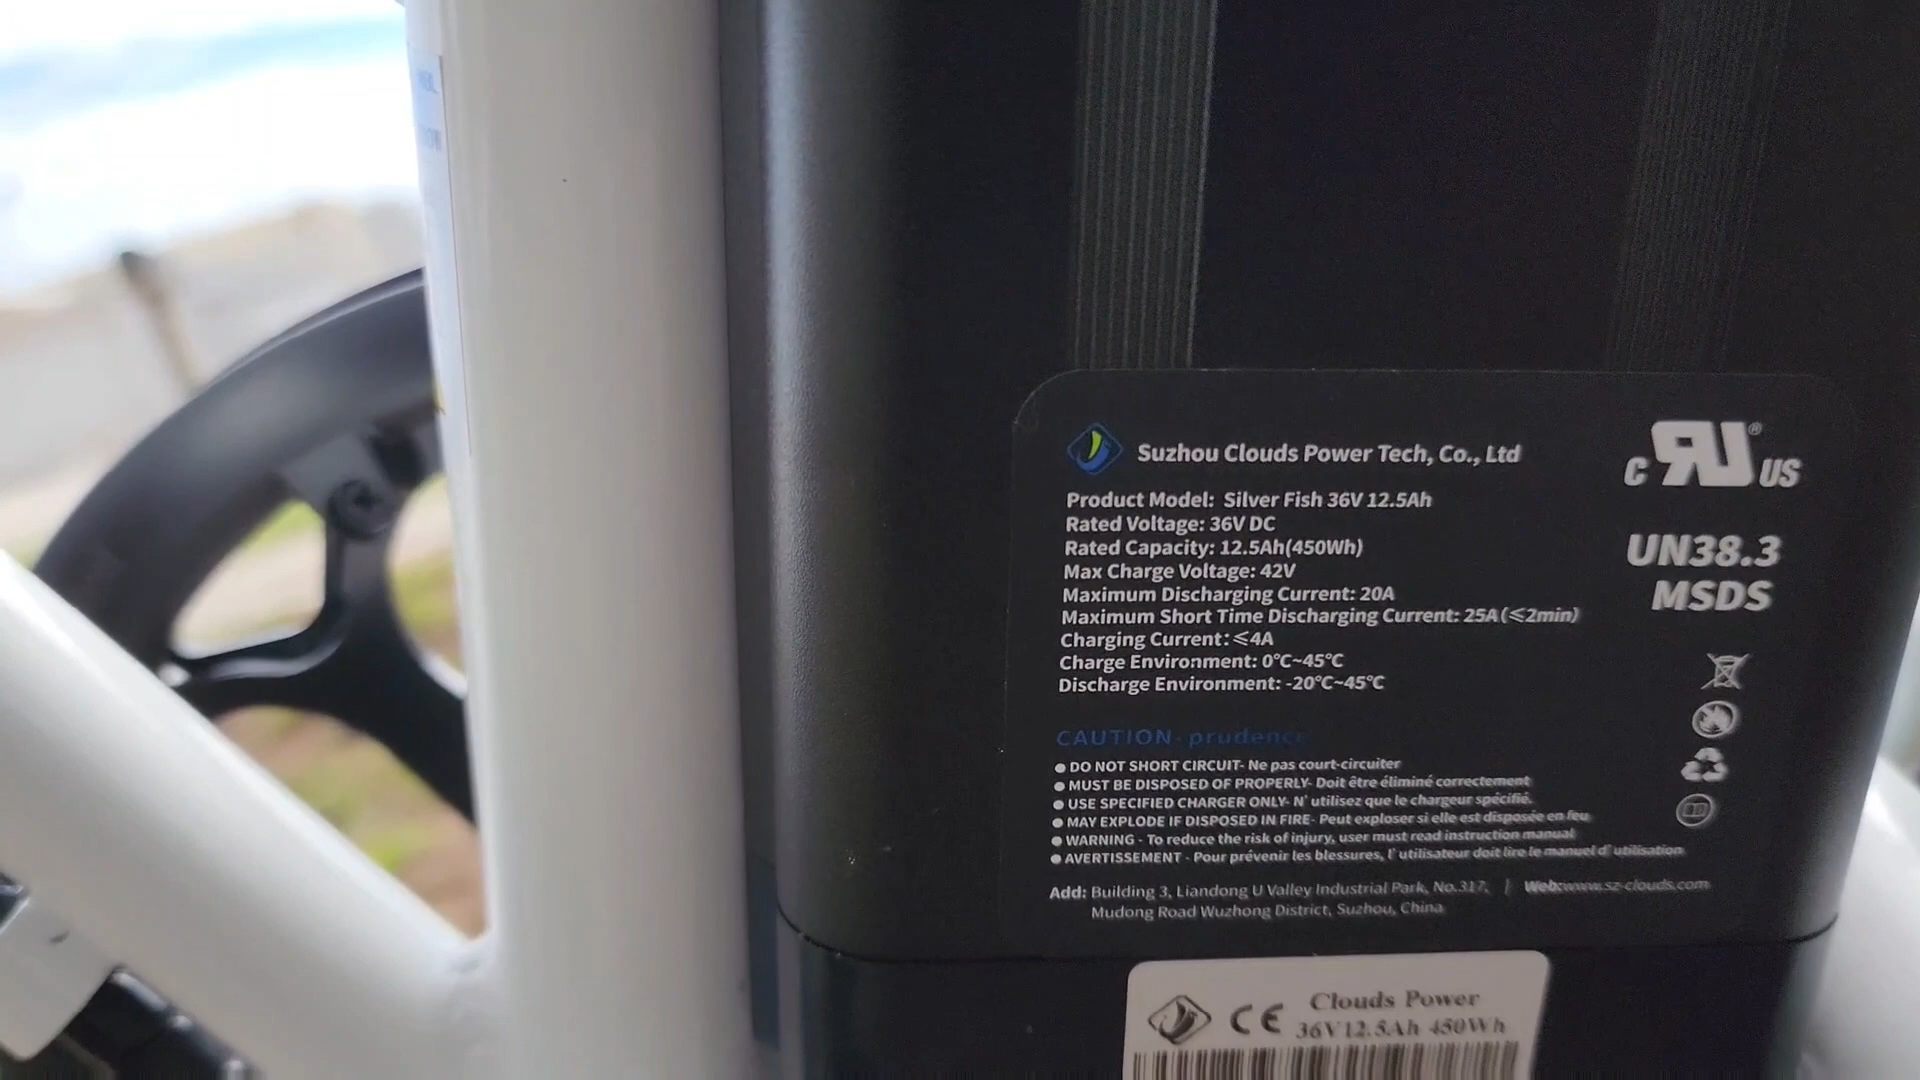 Suzhou Clouds Power Tech, Co., Ltd
Product Model: Silver Fish 36V 12.5Ah
Rated Voltage: 36V DC
Rated Capacity: 12.5Ah(450Wh)
Max Charge Voltage: 42V
Maximum Discharging Current: 20A
Maximum Short Time Discharging Current: 25A(≤2min)
Charging Current:≤4A
Charge Environment: 0℃~45℃
Discharge Environment: -20℃~45℃
C RU® US
UN38.3
MSDS
CAUTION- prudence
● DO NOT SHORT CIRCUIT- Ne pas court-circuiter
● MUST BE DISPOSED OF PROPERLY- Doit être éliminé correctement
● USE SPECIFIED CHARGER ONLY- N' utilisez que le chargeur spécifié.
● MAY EXPLODE IF DISPOSED IN FIRE- Peut exploser si elle est disposée en feu
● WARNING - To reduce the risk of injury, user must read instruction manual
● AVERTISSEMENT - Pour prévenir les blessures, l' utilisateur doit lire le manuel d' utilisation
Add: Building 3, Liandong U Valley Industrial Park, No.317, | Web:www.sz-clouds.com
Mudong Road Wuzhong District, Suzhou, China
CE Clouds Power
36V12.5Ah 450Wh